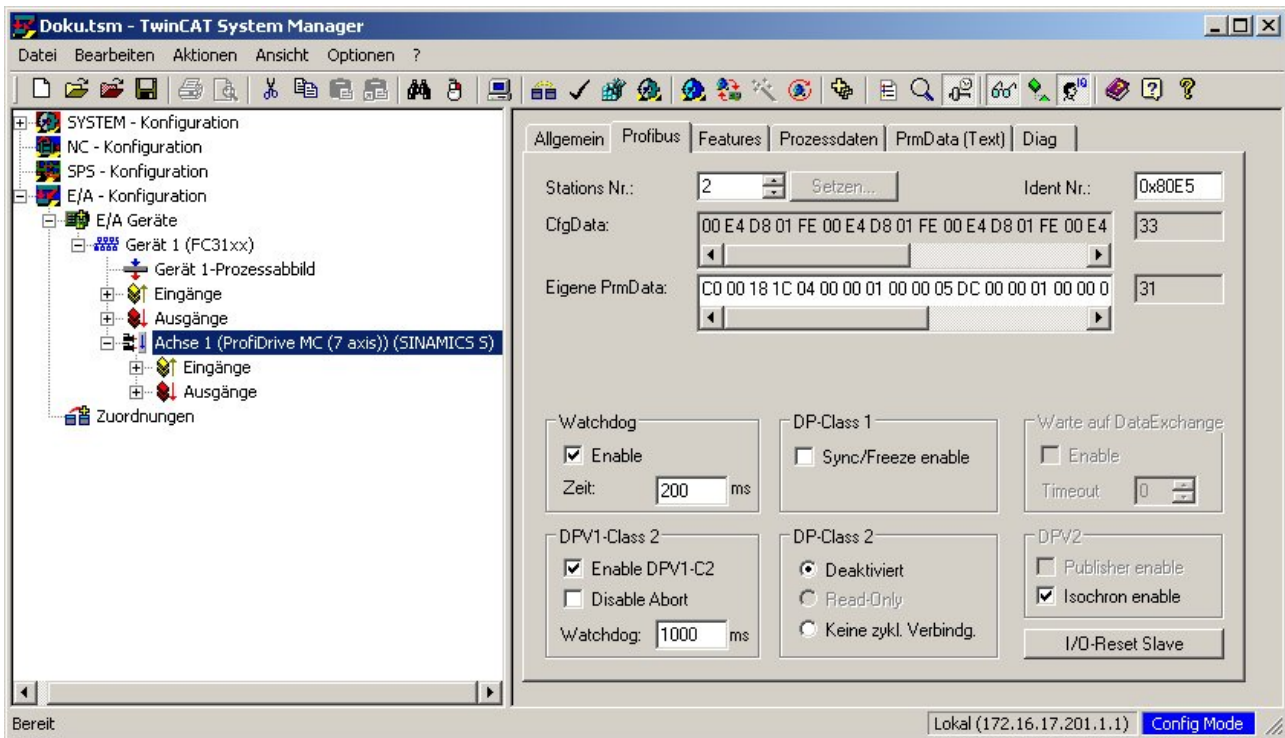 Doku.tsm - TwinCAT System Manager
Datei Bearbeiten Aktionen Ansicht Optionen ?
SYSTEM - Konfiguration
NC - Konfiguration
SPS - Konfiguration
E/A - Konfiguration
E/A Geräte
Gerät 1 (FC31xx)
Gerät 1-Prozessabbild
Eingänge
Ausgänge
Achse 1 (ProfiDrive MC (7 axis)) (SINAMICS S)
Eingänge
Ausgänge
Zuordnungen
Allgemein Profibus Features Prozessdaten PrmData (Text) Diag
Stations Nr.: 2 Setzen... Ident Nr.: 0x80E5
CfgData: 00 E4 D8 01 FE 00 E4 D8 01 FE 00 E4 D8 01 FE 00 E4 33
Eigene PrmData: C0 00 18 1C 04 00 00 01 00 00 05 DC 00 00 01 00 00 0 31
Watchdog
Enable
Zeit: 200 ms
DP-Class 1
Sync/Freeze enable
Warte auf DataExchange
Enable
Timeout 0
DPV1-Class 2
Enable DPV1-C2
Disable Abort
Watchdog: 1000 ms
DP-Class 2
Deaktiviert
Read-Only
Keine zykl. Verbindg.
DPV2
Publisher enable
Isochron enable
I/O-Reset Slave
Bereit Lokal (172.16.17.201.1.1) Config Mode